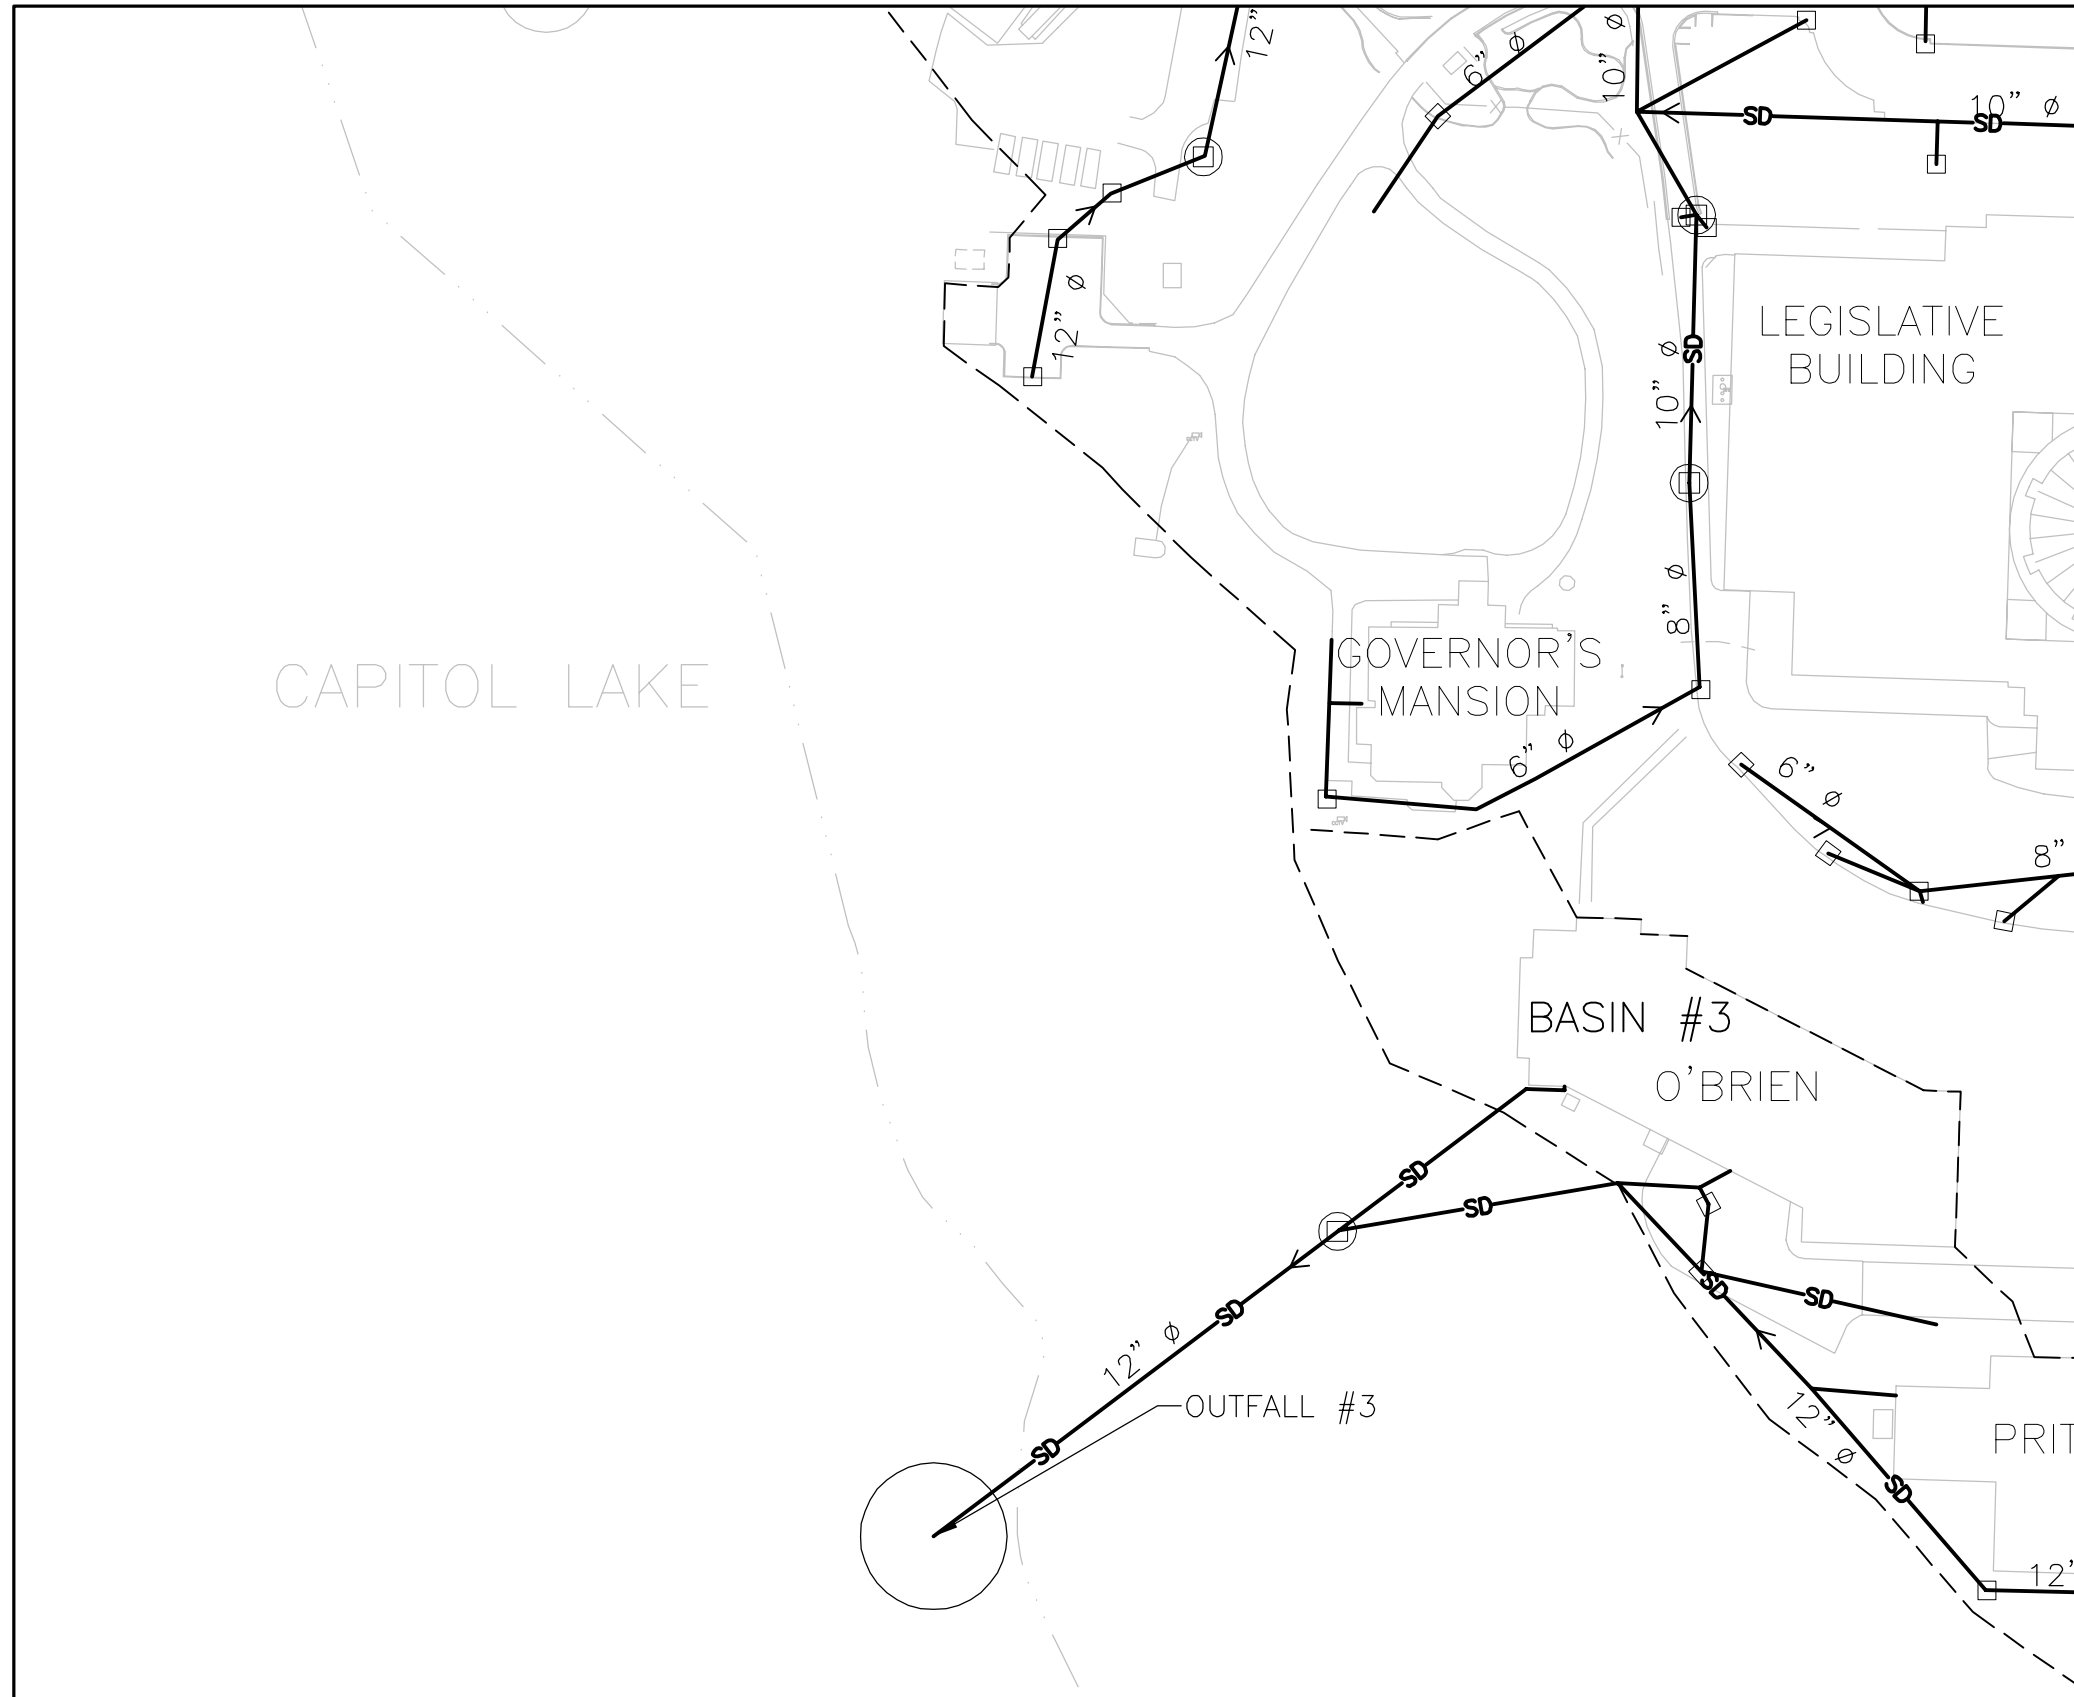 12" ⌀
6" ⌀
10" ⌀
SD
10" ⌀
SD
12" ⌀
LEGISLATIVE
BUILDING
SD
10" ⌀
8" ⌀
CAPITOL LAKE
GOVERNOR'S
MANSION
6" ⌀
6" ⌀
8"
BASIN #3
O'BRIEN
SD
SD
SD
SD
SD
12" ⌀
OUTFALL #3
12" ⌀
SD
PRIT
SD
12"